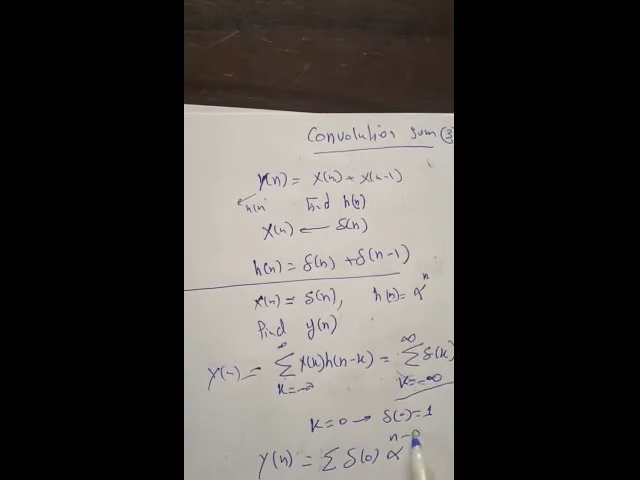 Convolution sum (3)
y(n) = x(n) + x(n-1)
h(n) find h(n)
x(n) ← δ(n)
h(n) = δ(n) + δ(n-1)
x(n) = δ(n), h(n) = α^n
find y(n)
y(n) = ∞∑k=-∞ x(k)h(n-k) = ∞∑k=-∞ δ(k)
k=0 → δ(0)=1
y(n) = ∑ δ(0) α^n-0